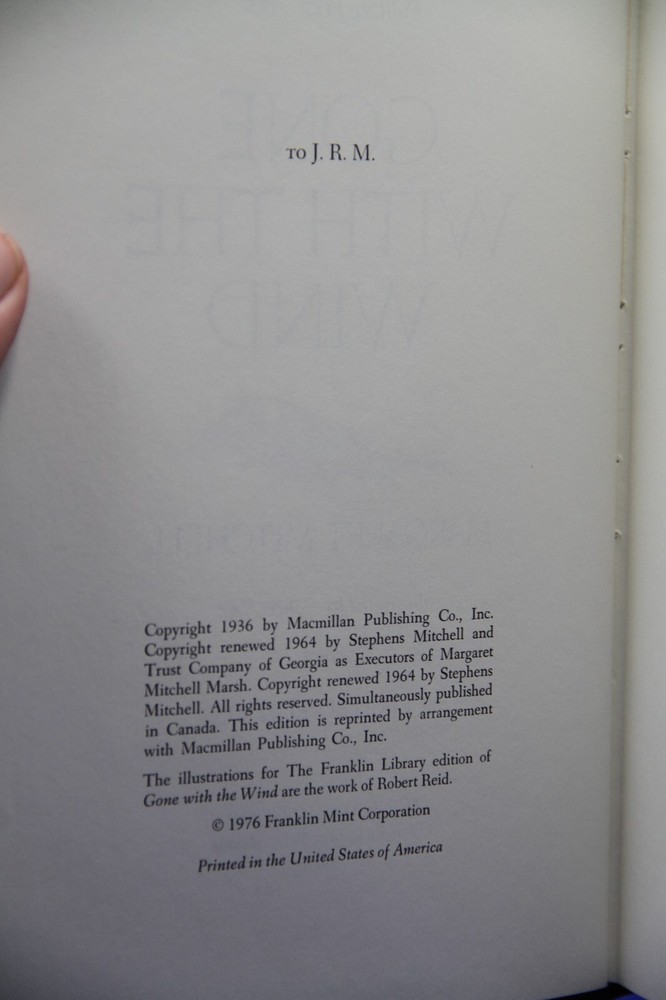 TO J. R. M.
Copyright 1936 by Macmillan Publishing Co., Inc.
Copyright renewed 1964 by Stephens Mitchell and
Trust Company of Georgia as Executors of Margaret
Mitchell Marsh. Copyright renewed 1964 by Stephens
Mitchell. All rights reserved. Simultaneously published
in Canada. This edition is reprinted by arrangement
with Macmillan Publishing Co., Inc.
The illustrations for The Franklin Library edition of
Gone with the Wind are the work of Robert Reid.
© 1976 Franklin Mint Corporation
Printed in the United States of America